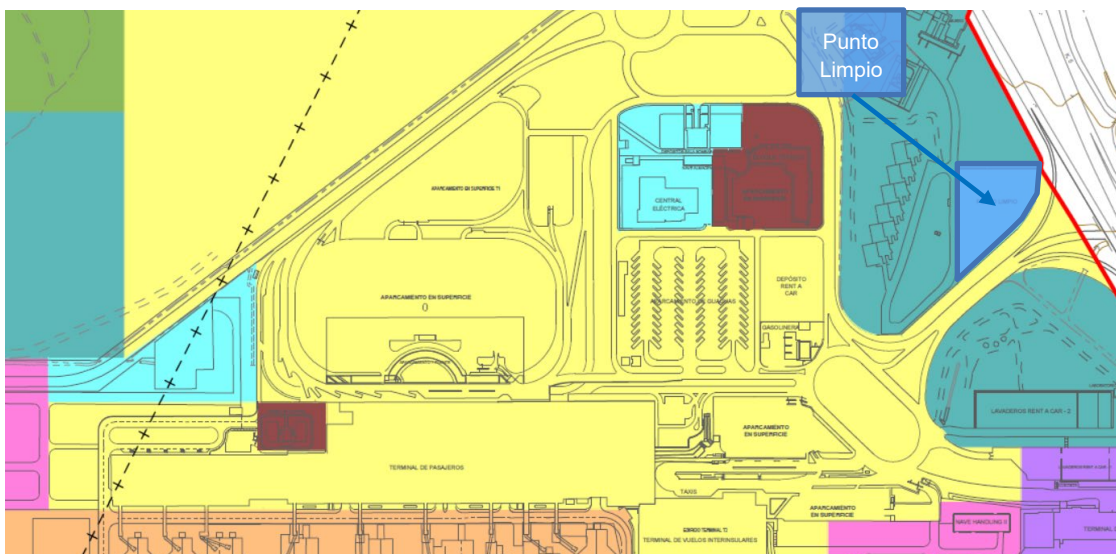 Punto
Limpio
APARCAMIENTO EN SUPERFICIE T1
CENTRAL
ELÉCTRICA
APARCAMIENTO EN SUPERFICIE
APARCAMIENTO DE GUAGUAS
DEPÓSITO
RENT A
CAR
GASOLINERA
LAVADEROS RENT A CAR - 2
APARCAMIENTO
EN SUPERFICIE
TERMINAL DE PASAJEROS
TAXIS
APARCAMIENTO
EN SUPERFICIE
EDIFICIO TERMINAL T2
TERMINAL DE VUELOS INTERINSULARES
NAVE HANDLING II